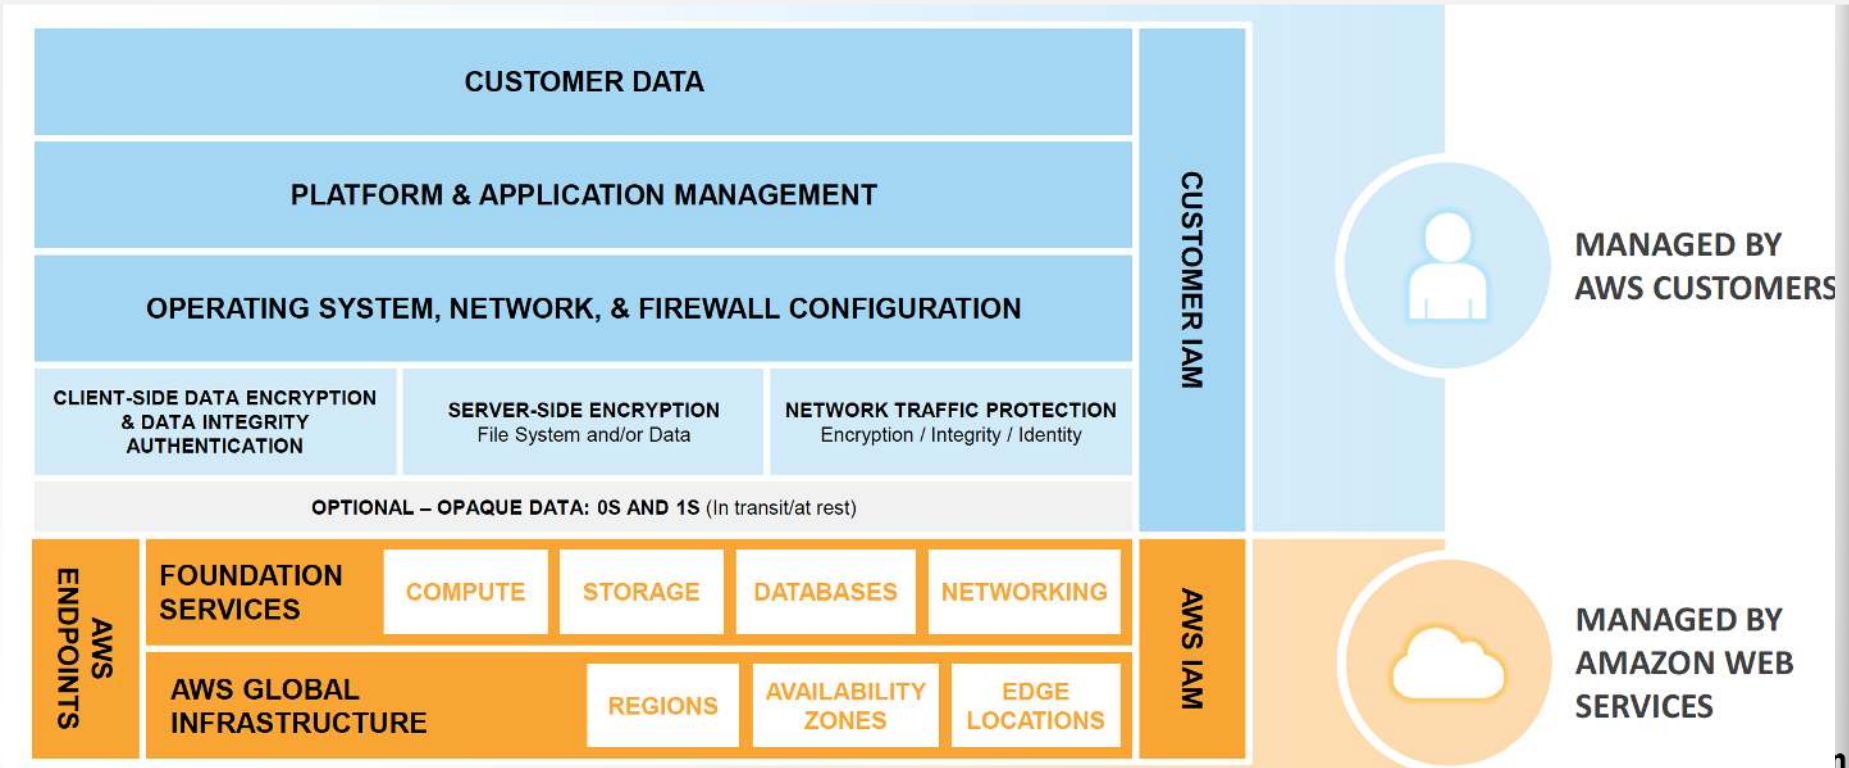 CUSTOMER DATA
PLATFORM & APPLICATION MANAGEMENT
OPERATING SYSTEM, NETWORK, & FIREWALL CONFIGURATION
CLIENT-SIDE DATA ENCRYPTION
& DATA INTEGRITY
AUTHENTICATION
SERVER-SIDE ENCRYPTION
File System and/or Data
NETWORK TRAFFIC PROTECTION
Encryption / Integrity / Identity
OPTIONAL – OPAQUE DATA: 0S AND 1S (In transit/at rest)
CUSTOMER IAM
MANAGED BY
AWS CUSTOMERS
AWS
ENDPOINTS
FOUNDATION
SERVICES
COMPUTE
STORAGE
DATABASES
NETWORKING
AWS GLOBAL
INFRASTRUCTURE
REGIONS
AVAILABILITY
ZONES
EDGE
LOCATIONS
AWS IAM
MANAGED BY
AMAZON WEB
SERVICES